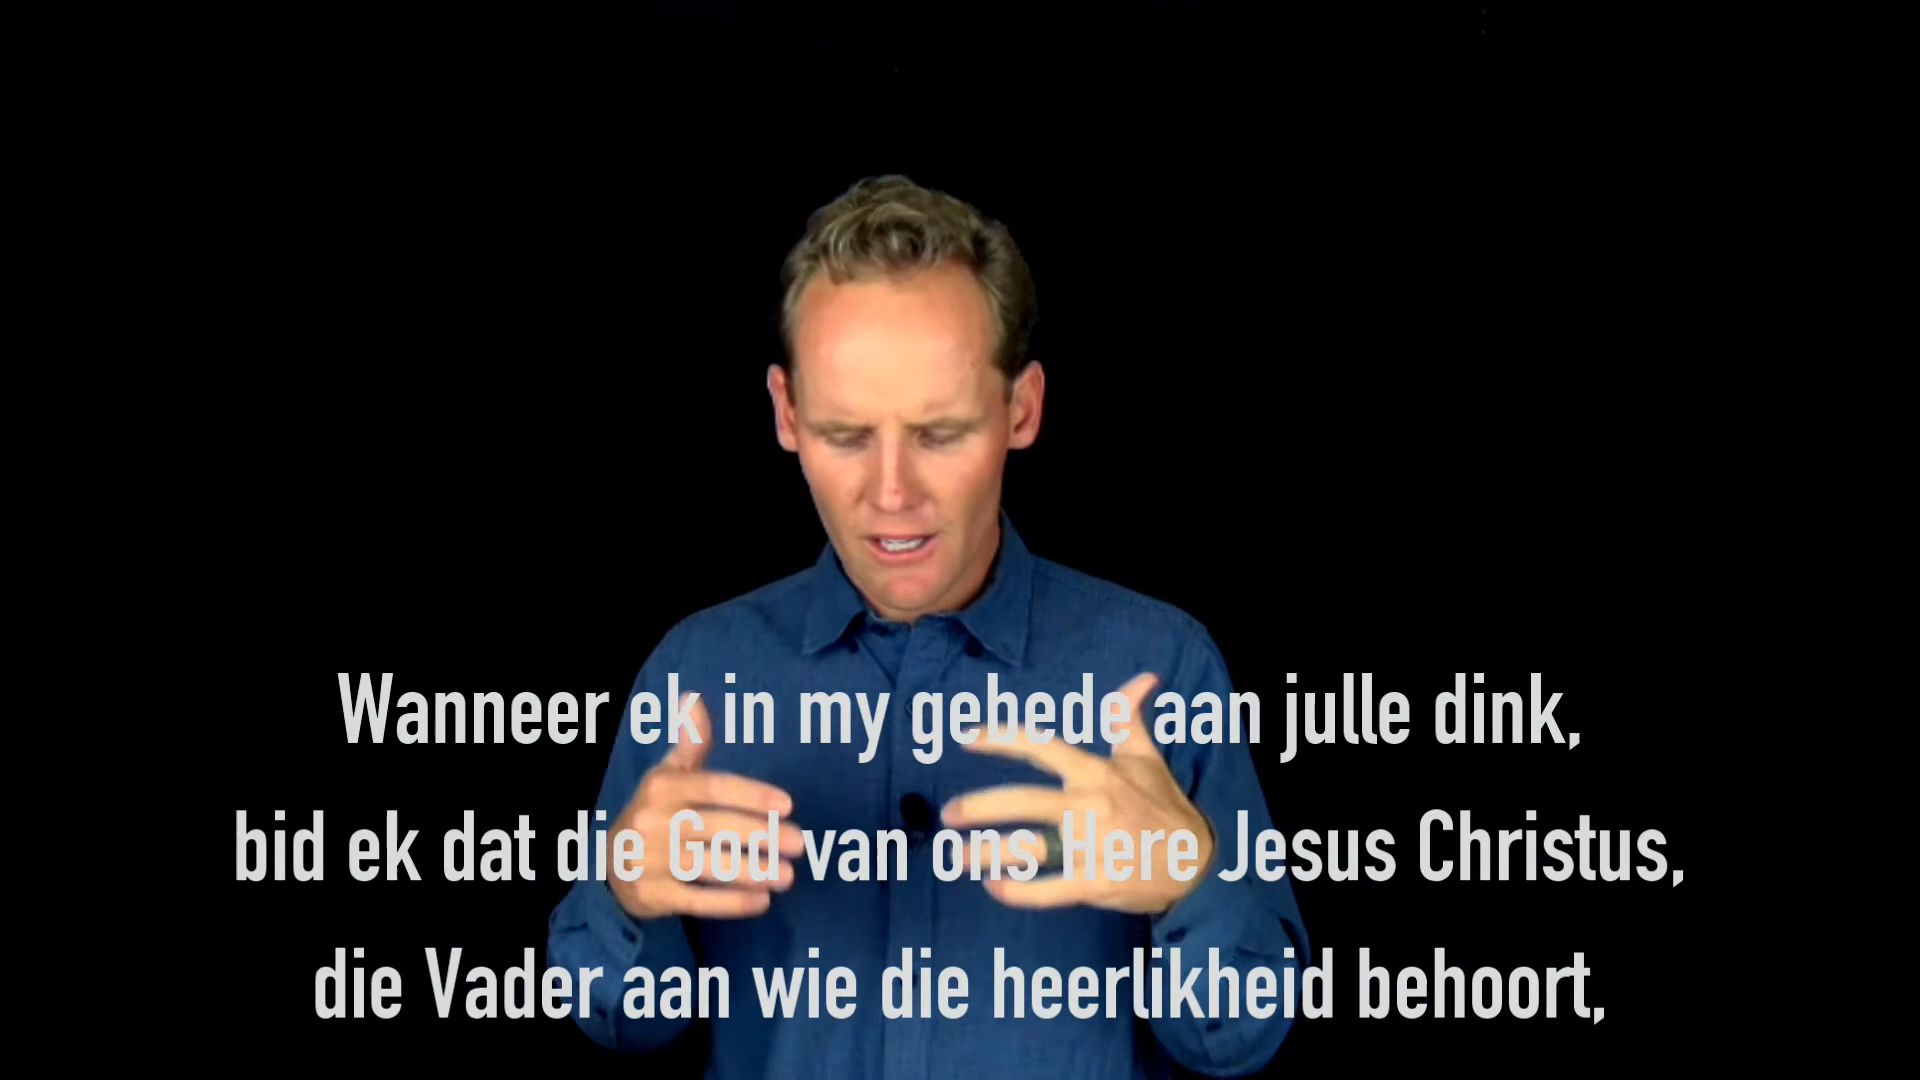 Wanneer ek in my gebede aan julle dink,
bid ek dat die God van ons Here Jesus Christus,
die Vader aan wie die heerlikheid behoort,